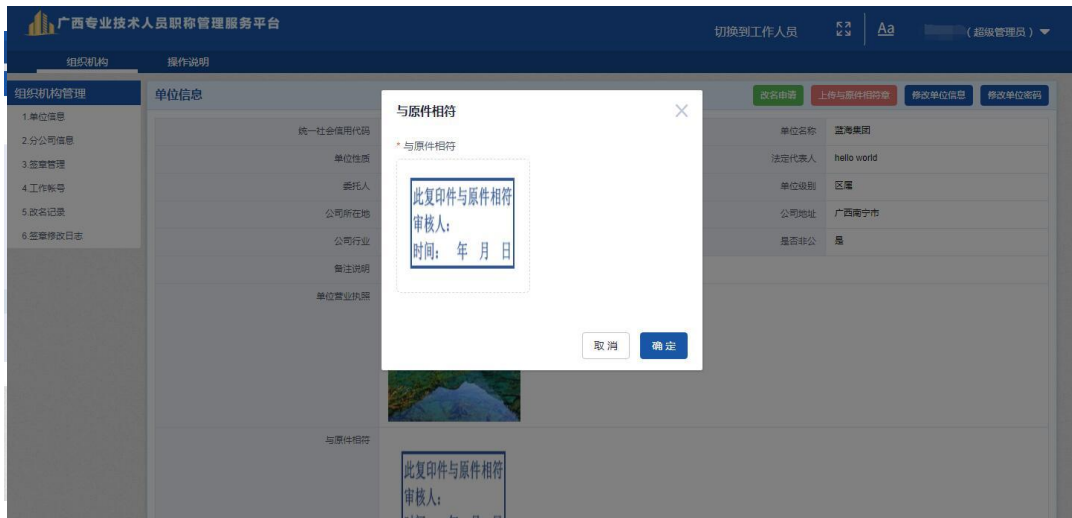 广西专业技术人员职称管理服务平台
切换到工作人员
Aa
(超级管理员)
组织机构
操作说明
组织机构管理
1.单位信息
2.分公司信息
3.签章管理
4.工作帐号
5.改名记录
6.签章修改日志
单位信息
改名申请
上传与原件相符章
修改单位信息
修改单位密码
统一社会信用代码
单位名称
蓝海集团
单位性质
法定代表人
hello world
委托人
单位级别
区属
公司所在地
公司地址
广西南宁市
公司行业
是否非公
是
备注说明
单位营业执照
与原件相符
* 与原件相符
此复印件与原件相符
审核人:
时间: 年 月 日
取 消
确 定
与原件相符
此复印件与原件相符
审核人: